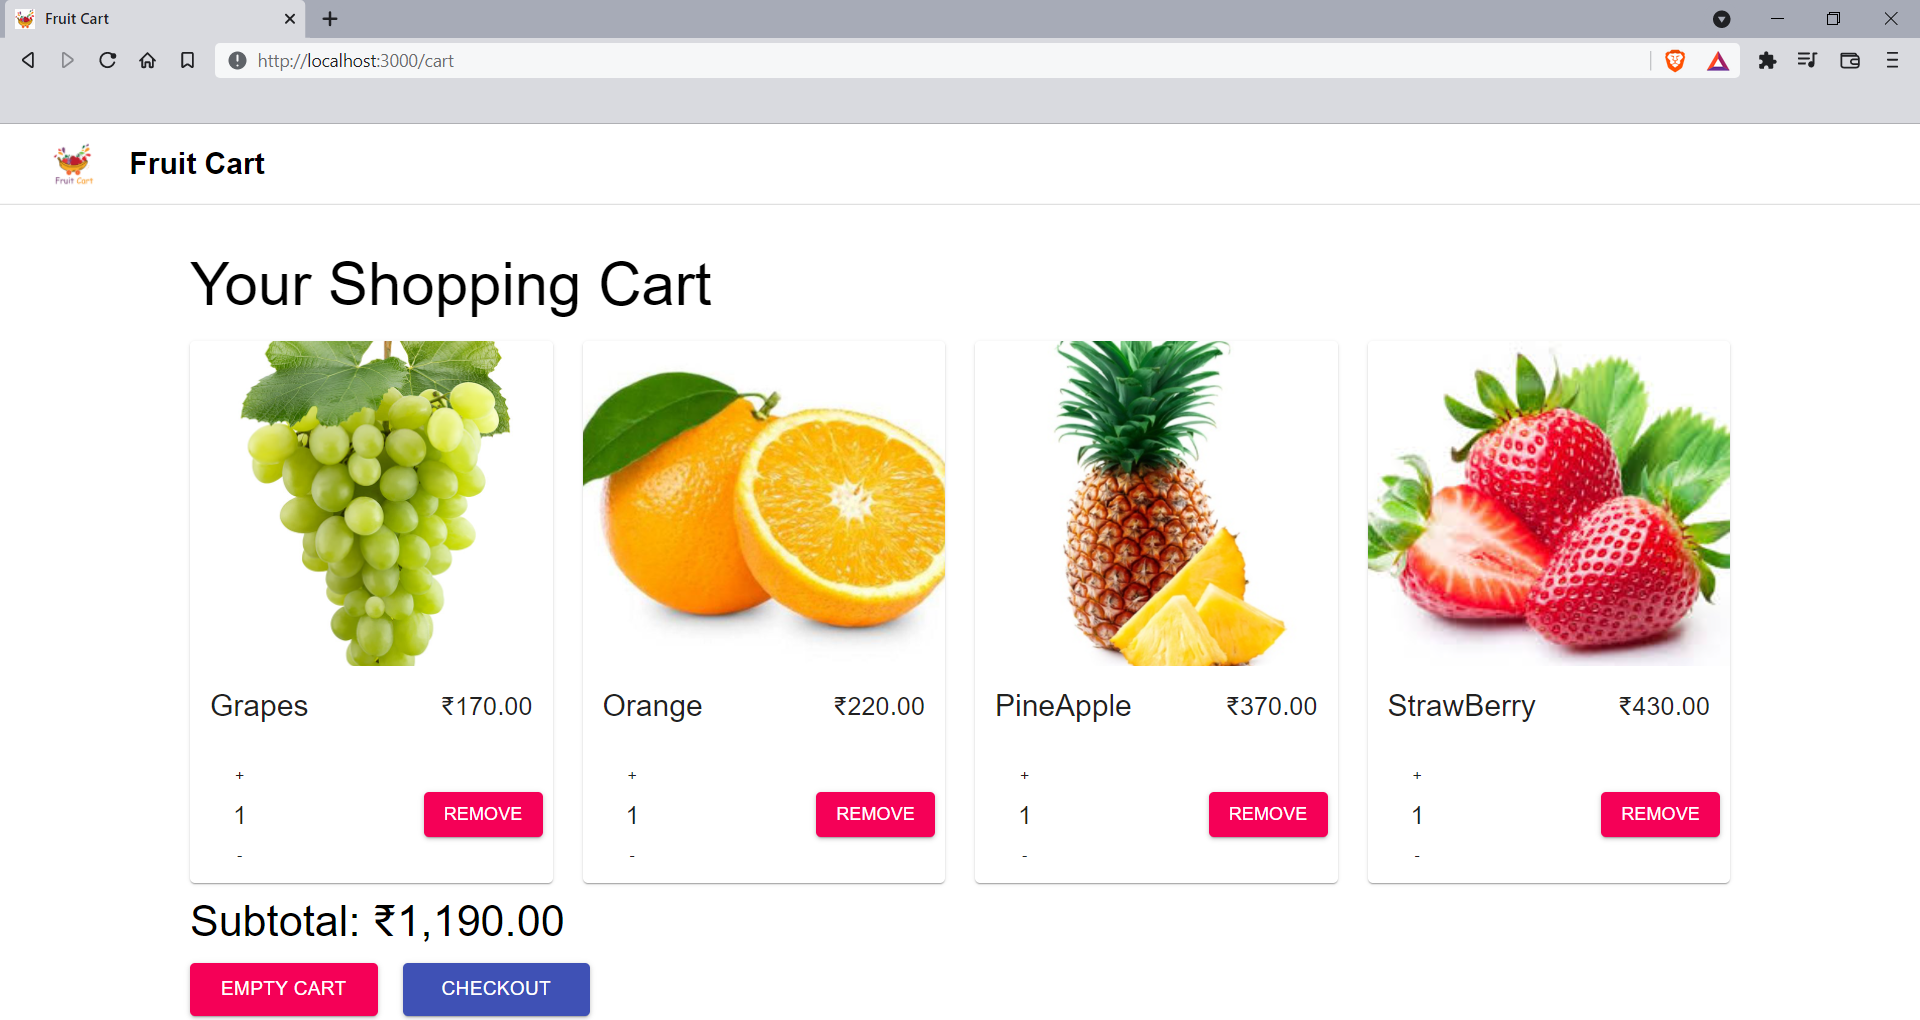 Fruit Cart
http://localhost:3000/cart
Fruit Cart
Fruit Cart
Your Shopping Cart
Grapes ₹170.00
Orange ₹220.00
PineApple ₹370.00
StrawBerry ₹430.00
+ + + +
1 REMOVE 1 REMOVE 1 REMOVE 1 REMOVE
- - - -
Subtotal: ₹1,190.00
EMPTY CART CHECKOUT